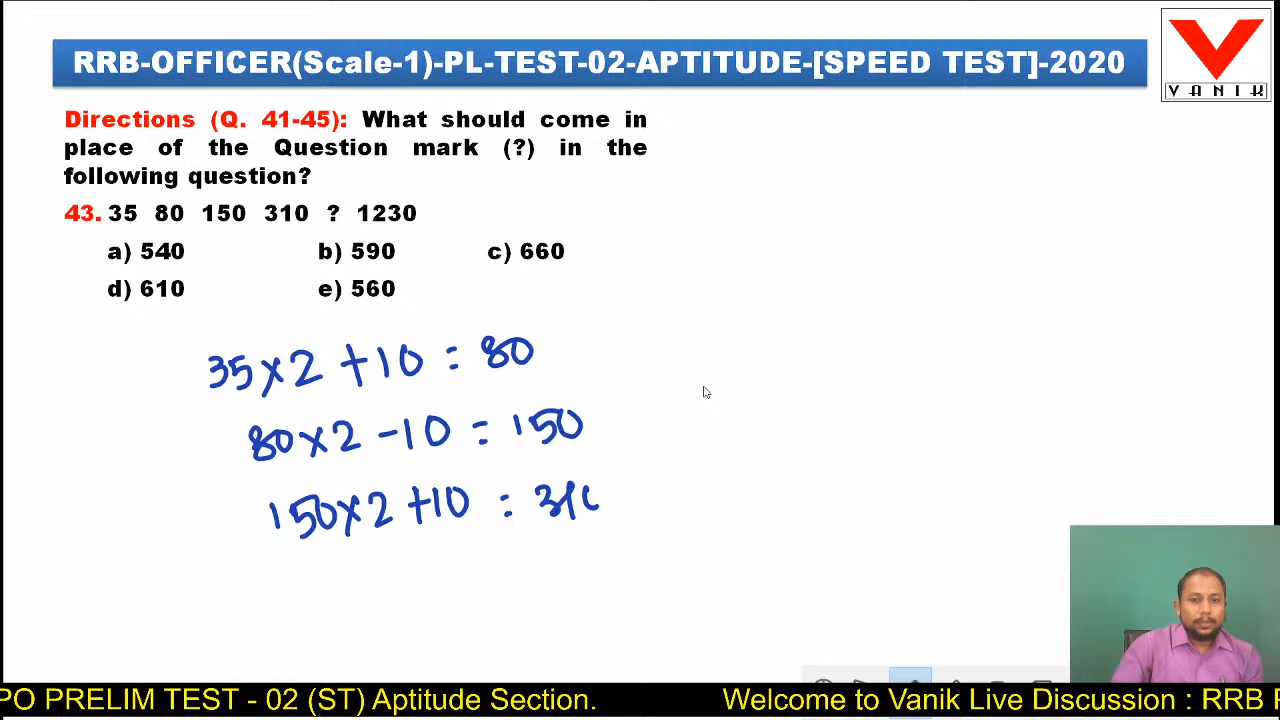 RRB-OFFICER(Scale-1)-PL-TEST-02-APTITUDE-[SPEED TEST]-2020
VANIK
Directions (Q. 41-45): What should come in
place of the Question mark (?) in the
following question?
43. 35 80 150 310 ? 1230
a) 540 b) 590 c) 660
d) 610 e) 560
35×2 +10 = 80
80×2 -10 = 150
150×2 +10 = 310
PO PRELIM TEST - 02 (ST) Aptitude Section. Welcome to Vanik Live Discussion : RRB